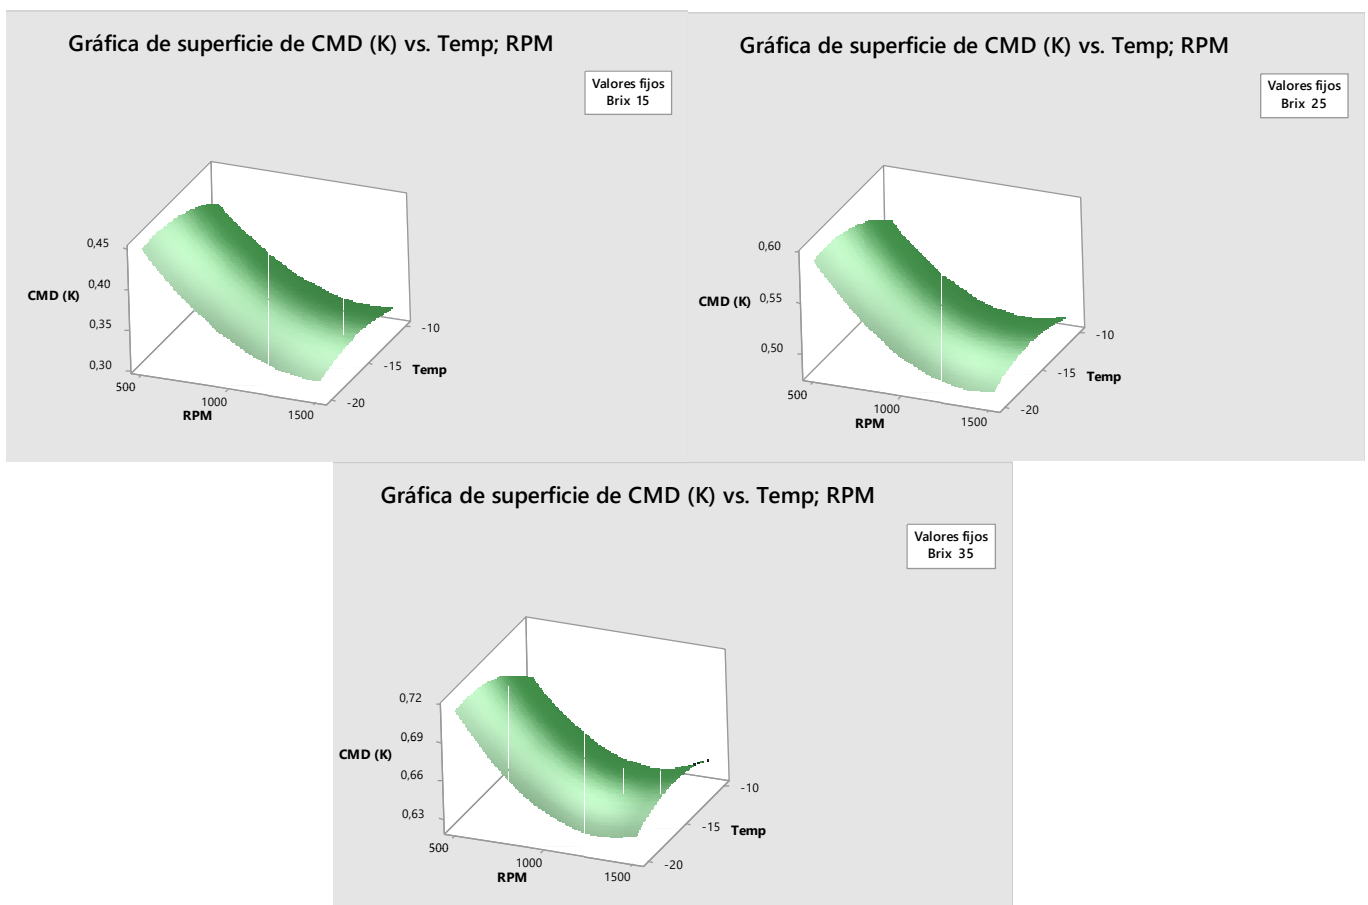 Gráfica de superficie de CMD (K) vs. Temp; RPM
Valores fijos
Brix 15
0,45
0,40
CMD (K)
0,35
0,30
500
1000
RPM
1500
-10
-15
Temp
-20
Gráfica de superficie de CMD (K) vs. Temp; RPM
Valores fijos
Brix 25
0,60
CMD (K)
0,55
0,50
500
1000
RPM
1500
-10
-15
Temp
-20
Gráfica de superficie de CMD (K) vs. Temp; RPM
Valores fijos
Brix 35
0,72
0,69
CMD (K)
0,66
0,63
500
1000
RPM
1500
-10
-15
Temp
-20